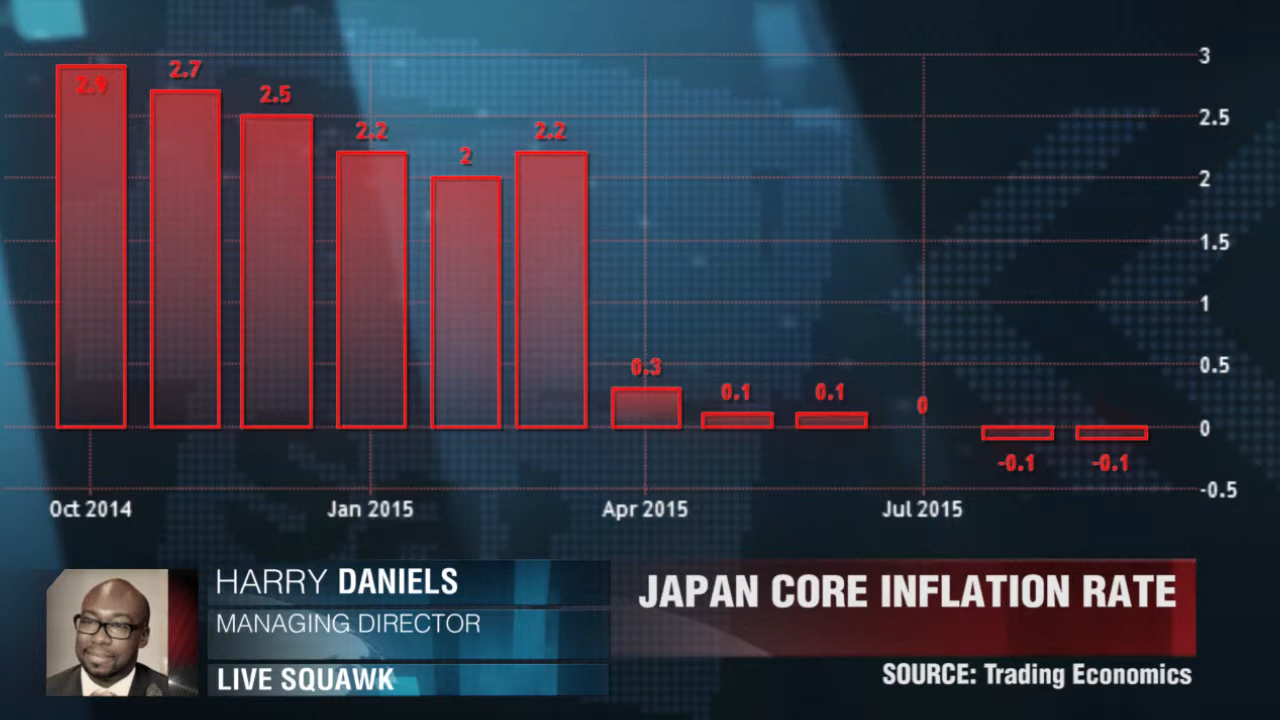 3
2.9
2.7
2.5
2.2
2
2.2
0.3
0.1
0.1
0
-0.1
-0.1
2.5
2
1.5
1
0.5
0
-0.5
Oct 2014
Jan 2015
Apr 2015
Jul 2015
HARRY DANIELS
MANAGING DIRECTOR
LIVE SQUAWK
JAPAN CORE INFLATION RATE
SOURCE: Trading Economics